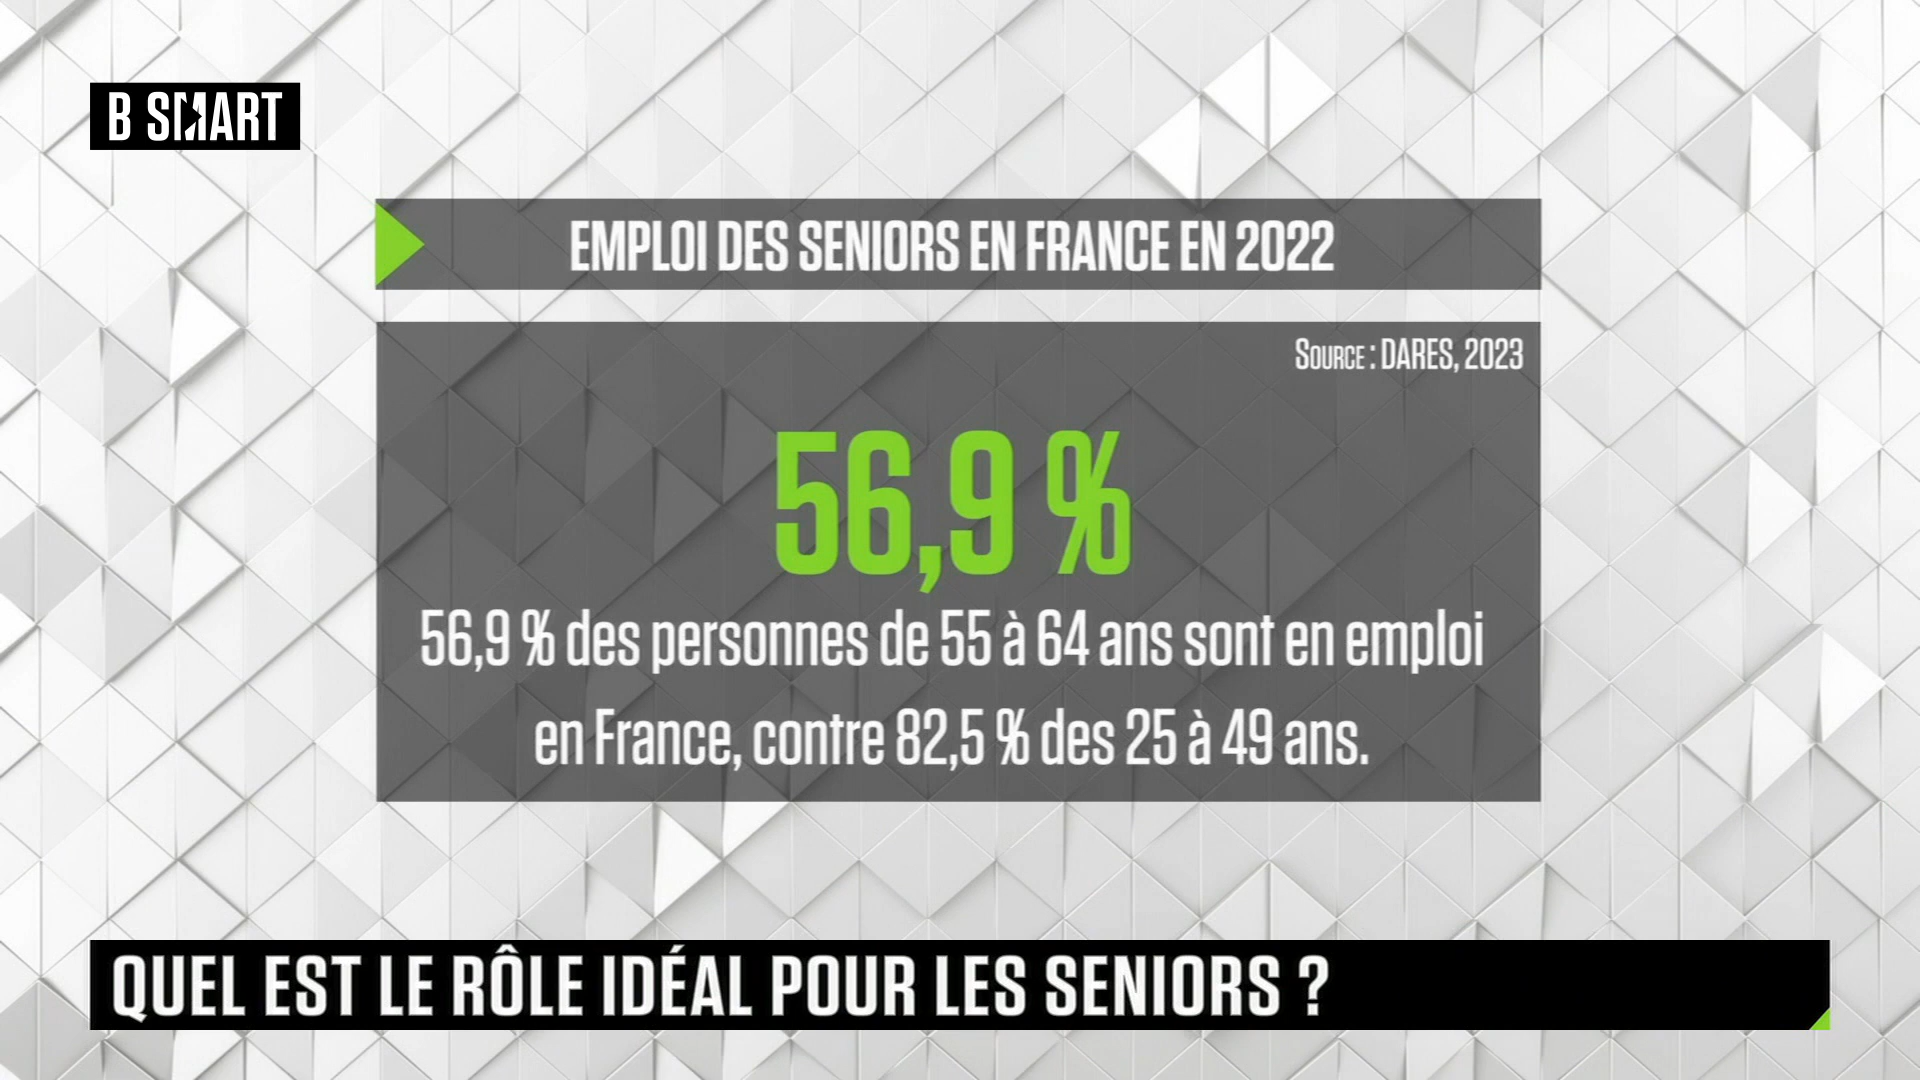 B SMART
EMPLOI DES SENIORS EN FRANCE EN 2022
SOURCE : DARES, 2023
56,9 %
56,9 % des personnes de 55 à 64 ans sont en emploi
en France, contre 82,5 % des 25 à 49 ans.
QUEL EST LE RÔLE IDÉAL POUR LES SENIORS ?